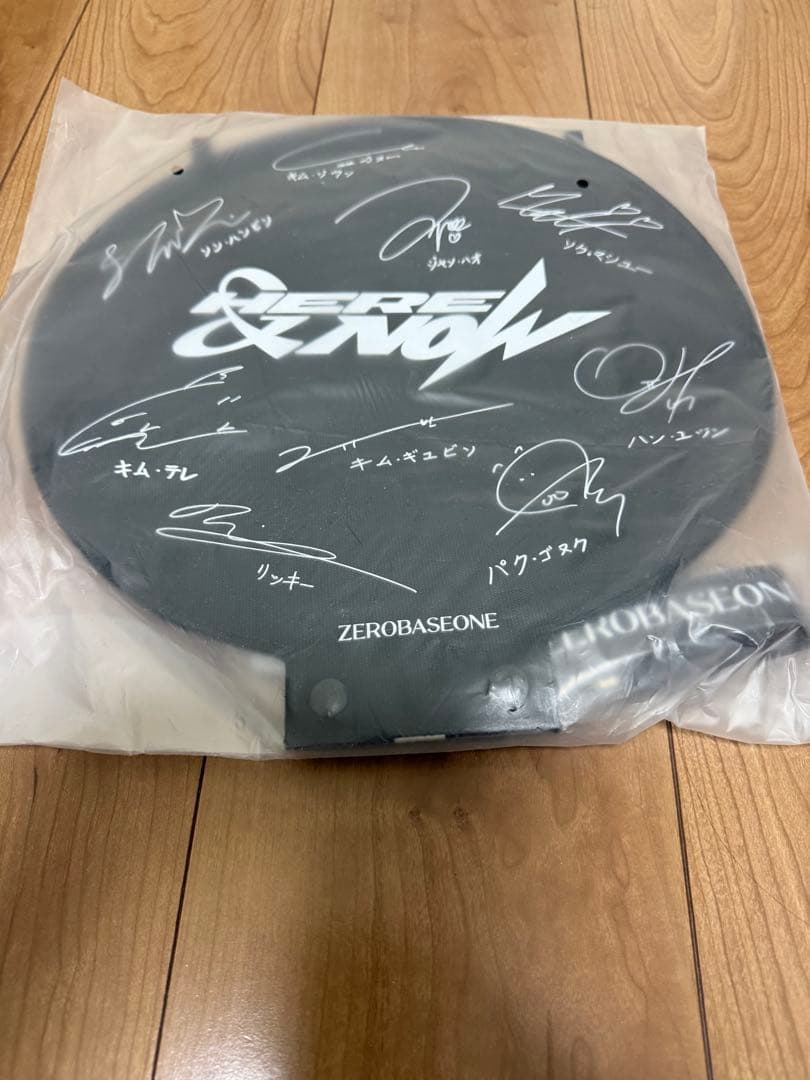 キム・ジウン
ソン・ハンビン
ジャン・ハオ
ソク・マシュー
HERE
& NOW
キム・テレ
キム・ギュビン
ハン・ユジン
リッキー
パク・ゴヌク
ZEROBASEONE
EROBASEON